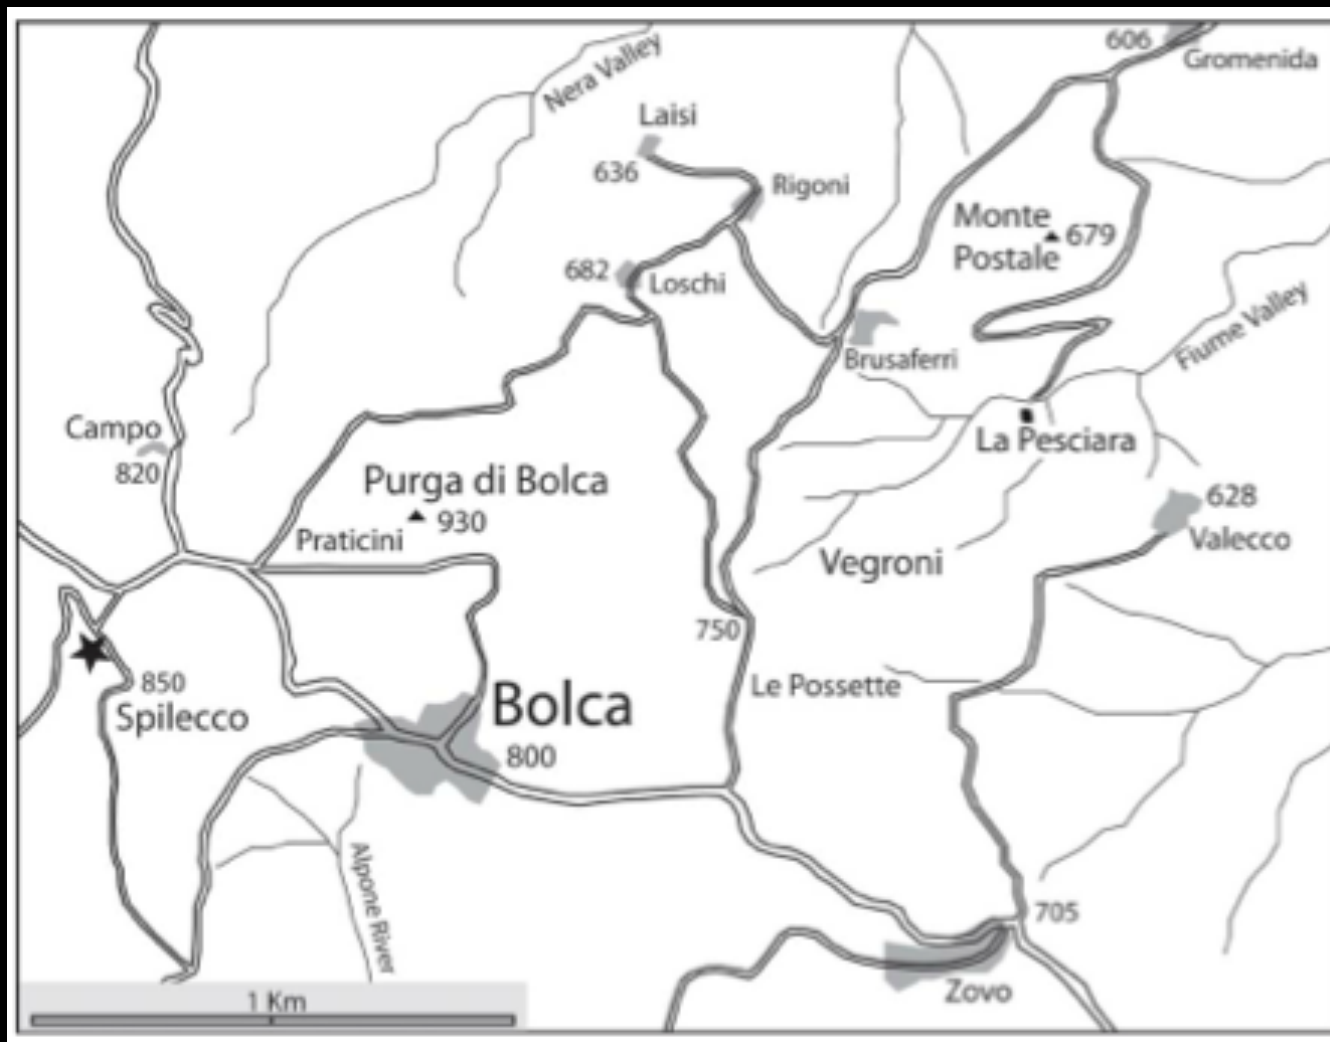 606
Gromenida
Nera Valley
Laisi
636
Rigoni
Monte
Postale
679
682
Loschi
Fiume Valley
Brusaferri
Campo
820
La Pesciara
Purga di Bolca
930
628
Valecco
Praticini
Vegroni
750
850
Spilecco
Bolca
800
Le Possette
Alpone River
705
Zovo
1 Km